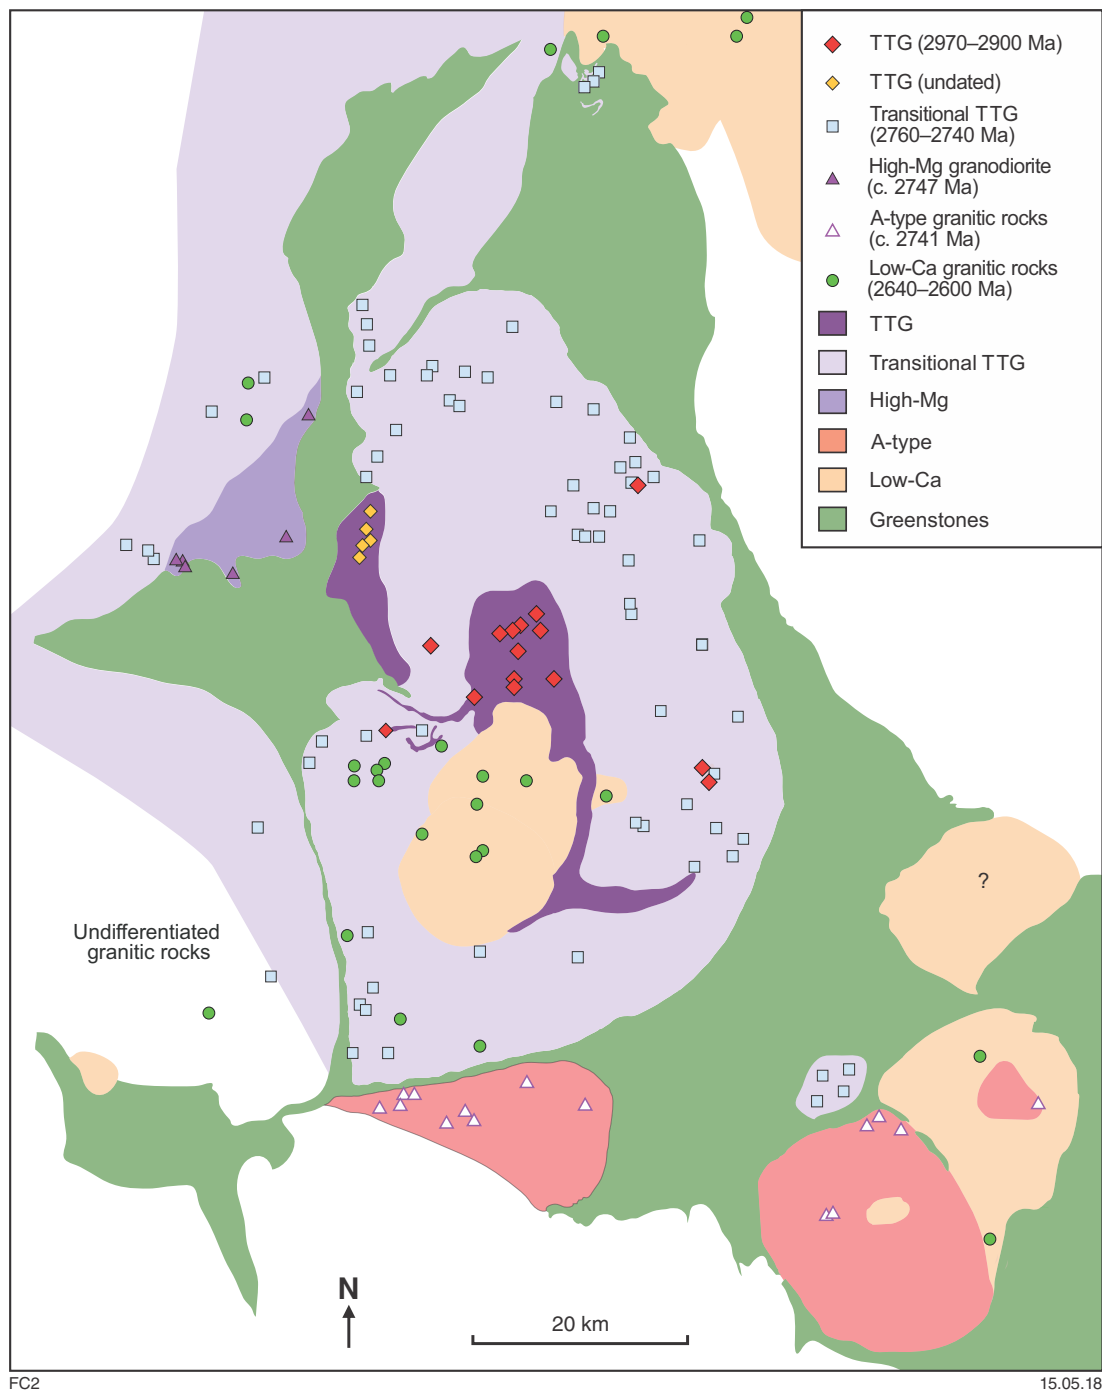 TTG (2970–2900 Ma)
TTG (undated)
Transitional TTG
(2760–2740 Ma)
High-Mg granodiorite
(c. 2747 Ma)
A-type granitic rocks
(c. 2741 Ma)
Low-Ca granitic rocks
(2640–2600 Ma)
TTG
Transitional TTG
High-Mg
A-type
Low-Ca
Greenstones
?
Undifferentiated
granitic rocks
N
20 km
FC2
15.05.18